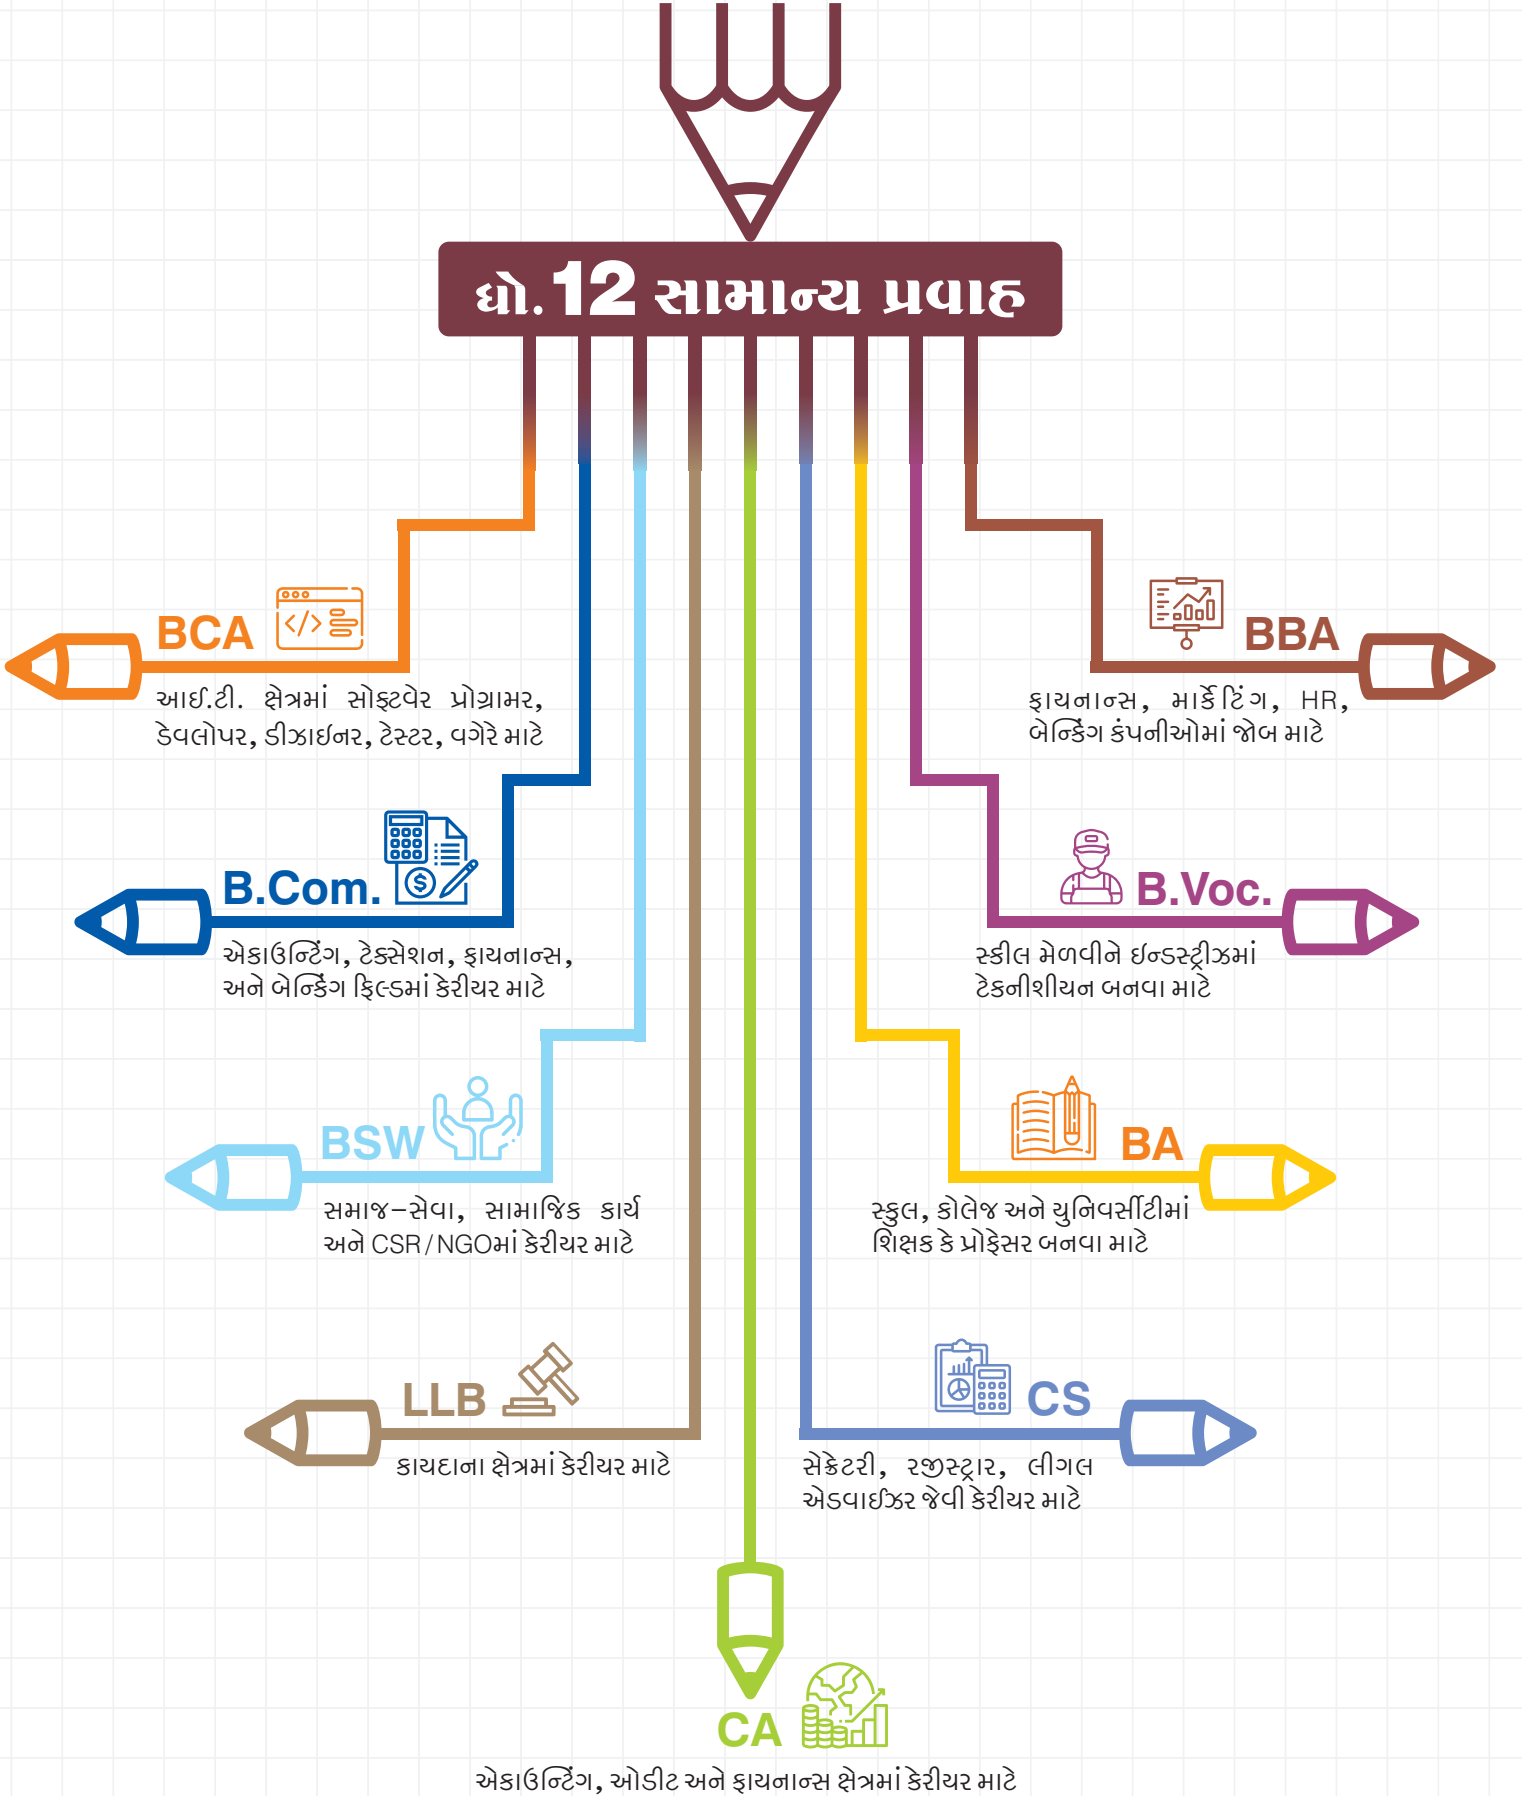 ધો.12 સામાન્ય પ્રવાહ
BCA
આઈ.ટી. ક્ષેત્રમાં સોફ્ટવેર પ્રોગ્રામર,
ડેવલોપર, ડીઝાઈનર, ટેસ્ટર, વગેરે માટે
BBA
ફાયનાન્સ, માર્કેટિંગ, HR,
બેન્કિંગ કંપનીઓમાં જોબ માટે
B.Com.
એકાઉન્ટિંગ, ટેક્સેશન, ફાયનાન્સ,
અને બેન્કિંગ ફિલ્ડમાં કેરીયર માટે
B.Voc.
સ્કીલ મેળવીને ઈન્ડસ્ટ્રીઝમાં
ટેકનીશીયન બનવા માટે
BSW
સમાજ–સેવા, સામાજિક કાર્ય
અને CSR/NGOમાં કેરીયર માટે
BA
સ્કુલ, કોલેજ અને યુનિવર્સીટીમાં
શિક્ષક કે પ્રોફેસર બનવા માટે
LLB
કાયદાના ક્ષેત્રમાં કેરીયર માટે
CS
સેક્રેટરી, રજીસ્ટ્રાર, લીગલ
એડવાઈઝર જેવી કેરીયર માટે
CA
એકાઉન્ટિંગ, ઓડીટ અને ફાયનાન્સ ક્ષેત્રમાં કેરીયર માટે